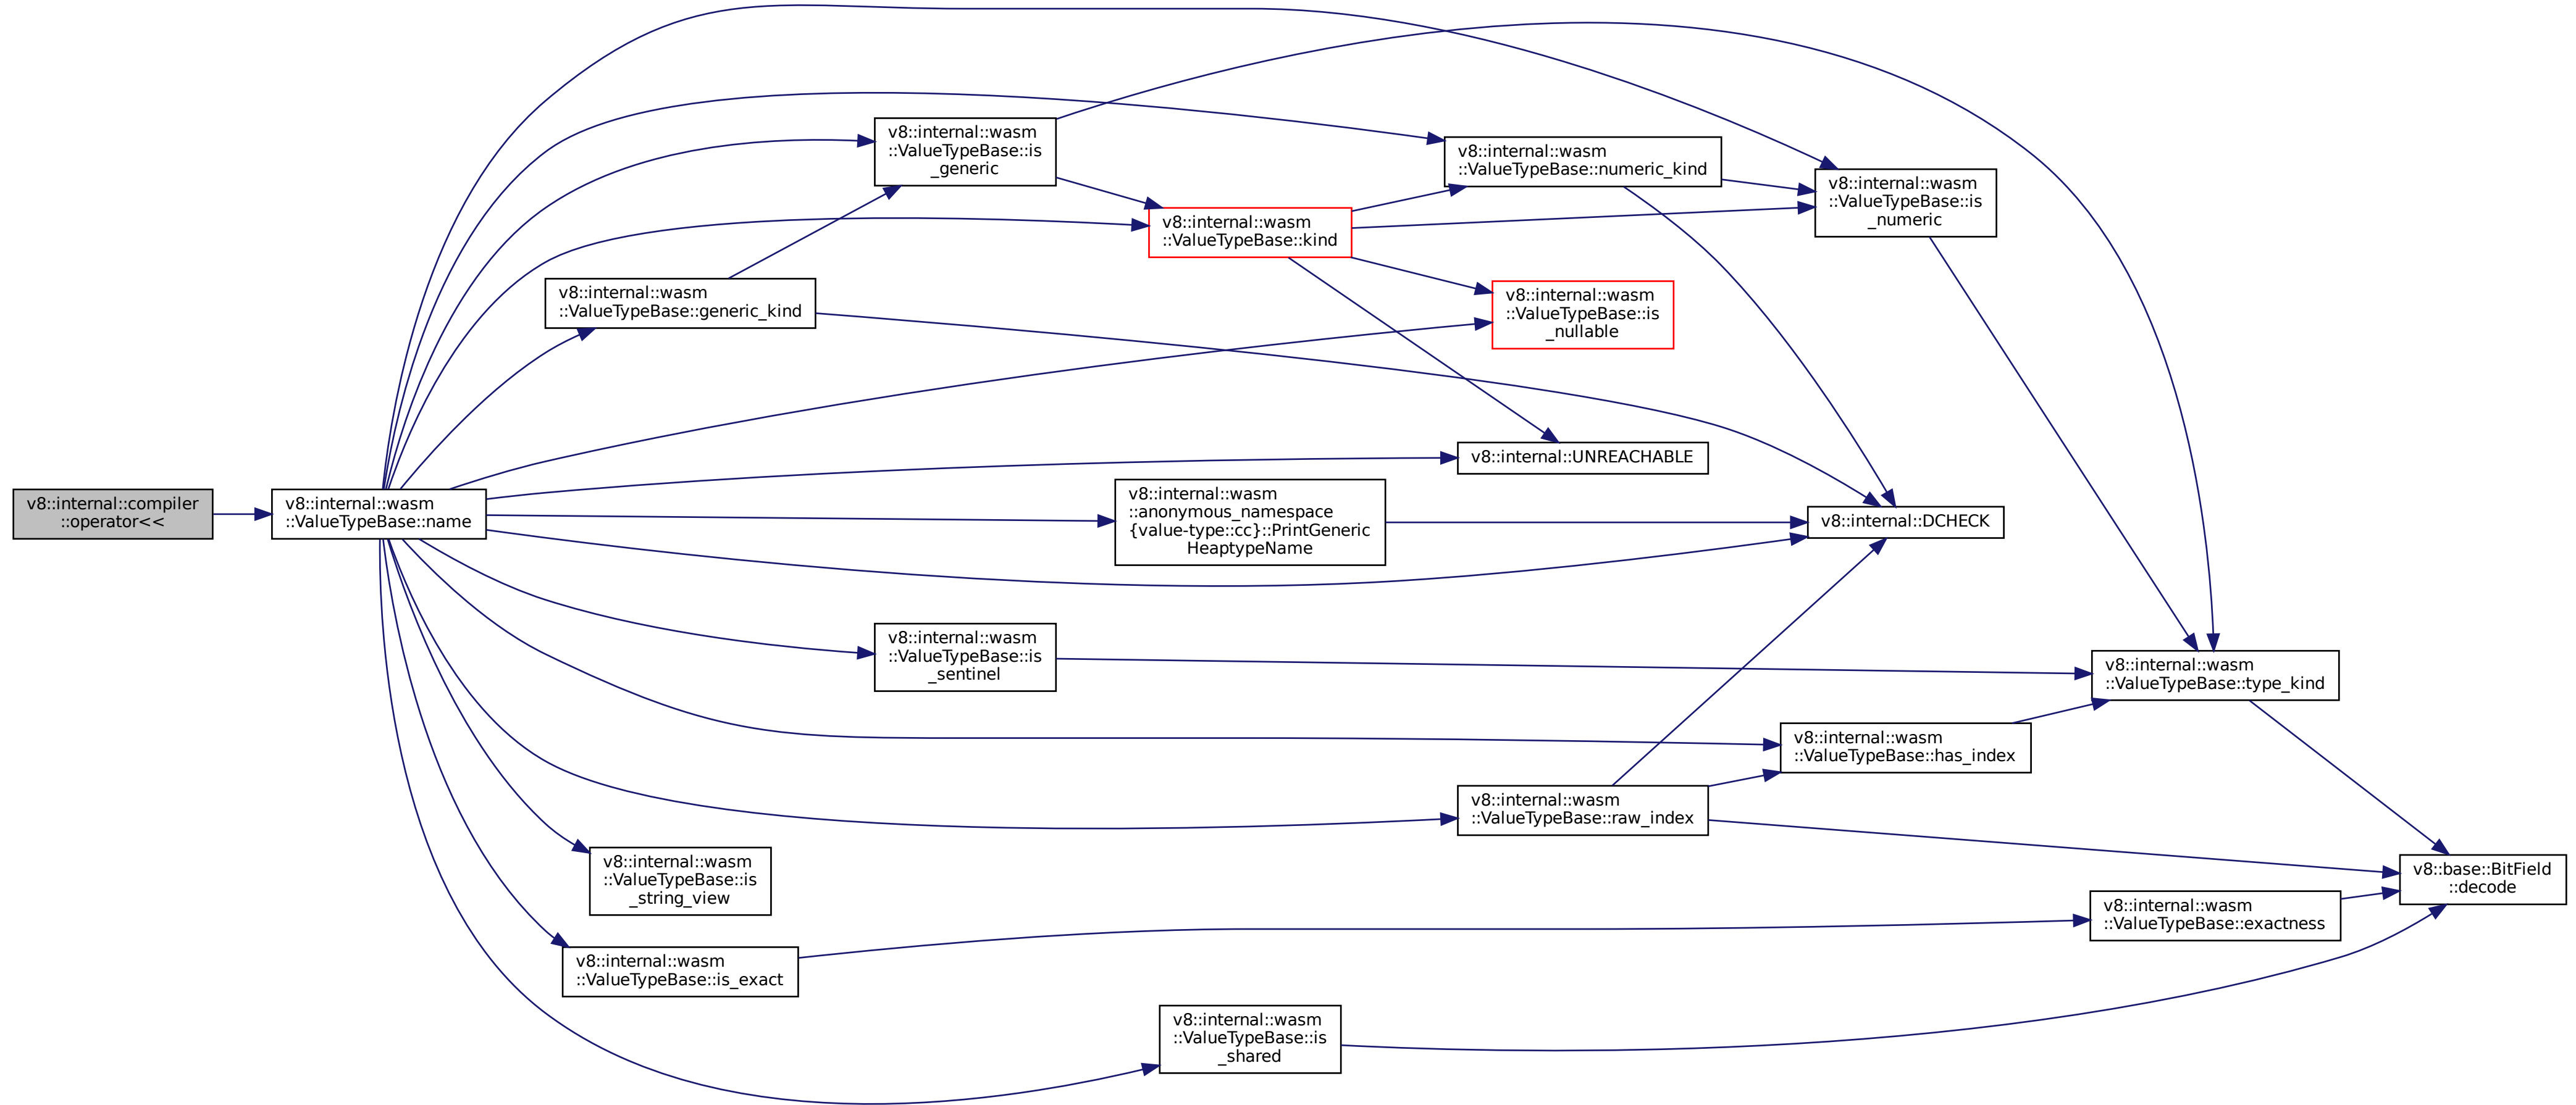 v8::internal::compiler
::operator<<
v8::internal::wasm
::ValueTypeBase::name
v8::internal::wasm
::ValueTypeBase::generic_kind
v8::internal::wasm
::ValueTypeBase::is
_generic
v8::internal::wasm
::ValueTypeBase::kind
v8::internal::wasm
::ValueTypeBase::numeric_kind
v8::internal::wasm
::ValueTypeBase::is
_numeric
v8::internal::wasm
::ValueTypeBase::is
_nullable
v8::internal::UNREACHABLE
v8::internal::wasm
::anonymous_namespace
{value-type::cc}::PrintGeneric
HeaptypeName
v8::internal::DCHECK
v8::internal::wasm
::ValueTypeBase::is
_sentinel
v8::internal::wasm
::ValueTypeBase::type_kind
v8::internal::wasm
::ValueTypeBase::has_index
v8::internal::wasm
::ValueTypeBase::raw_index
v8::internal::wasm
::ValueTypeBase::is
_string_view
v8::base::BitField
::decode
v8::internal::wasm
::ValueTypeBase::exactness
v8::internal::wasm
::ValueTypeBase::is_exact
v8::internal::wasm
::ValueTypeBase::is
_shared